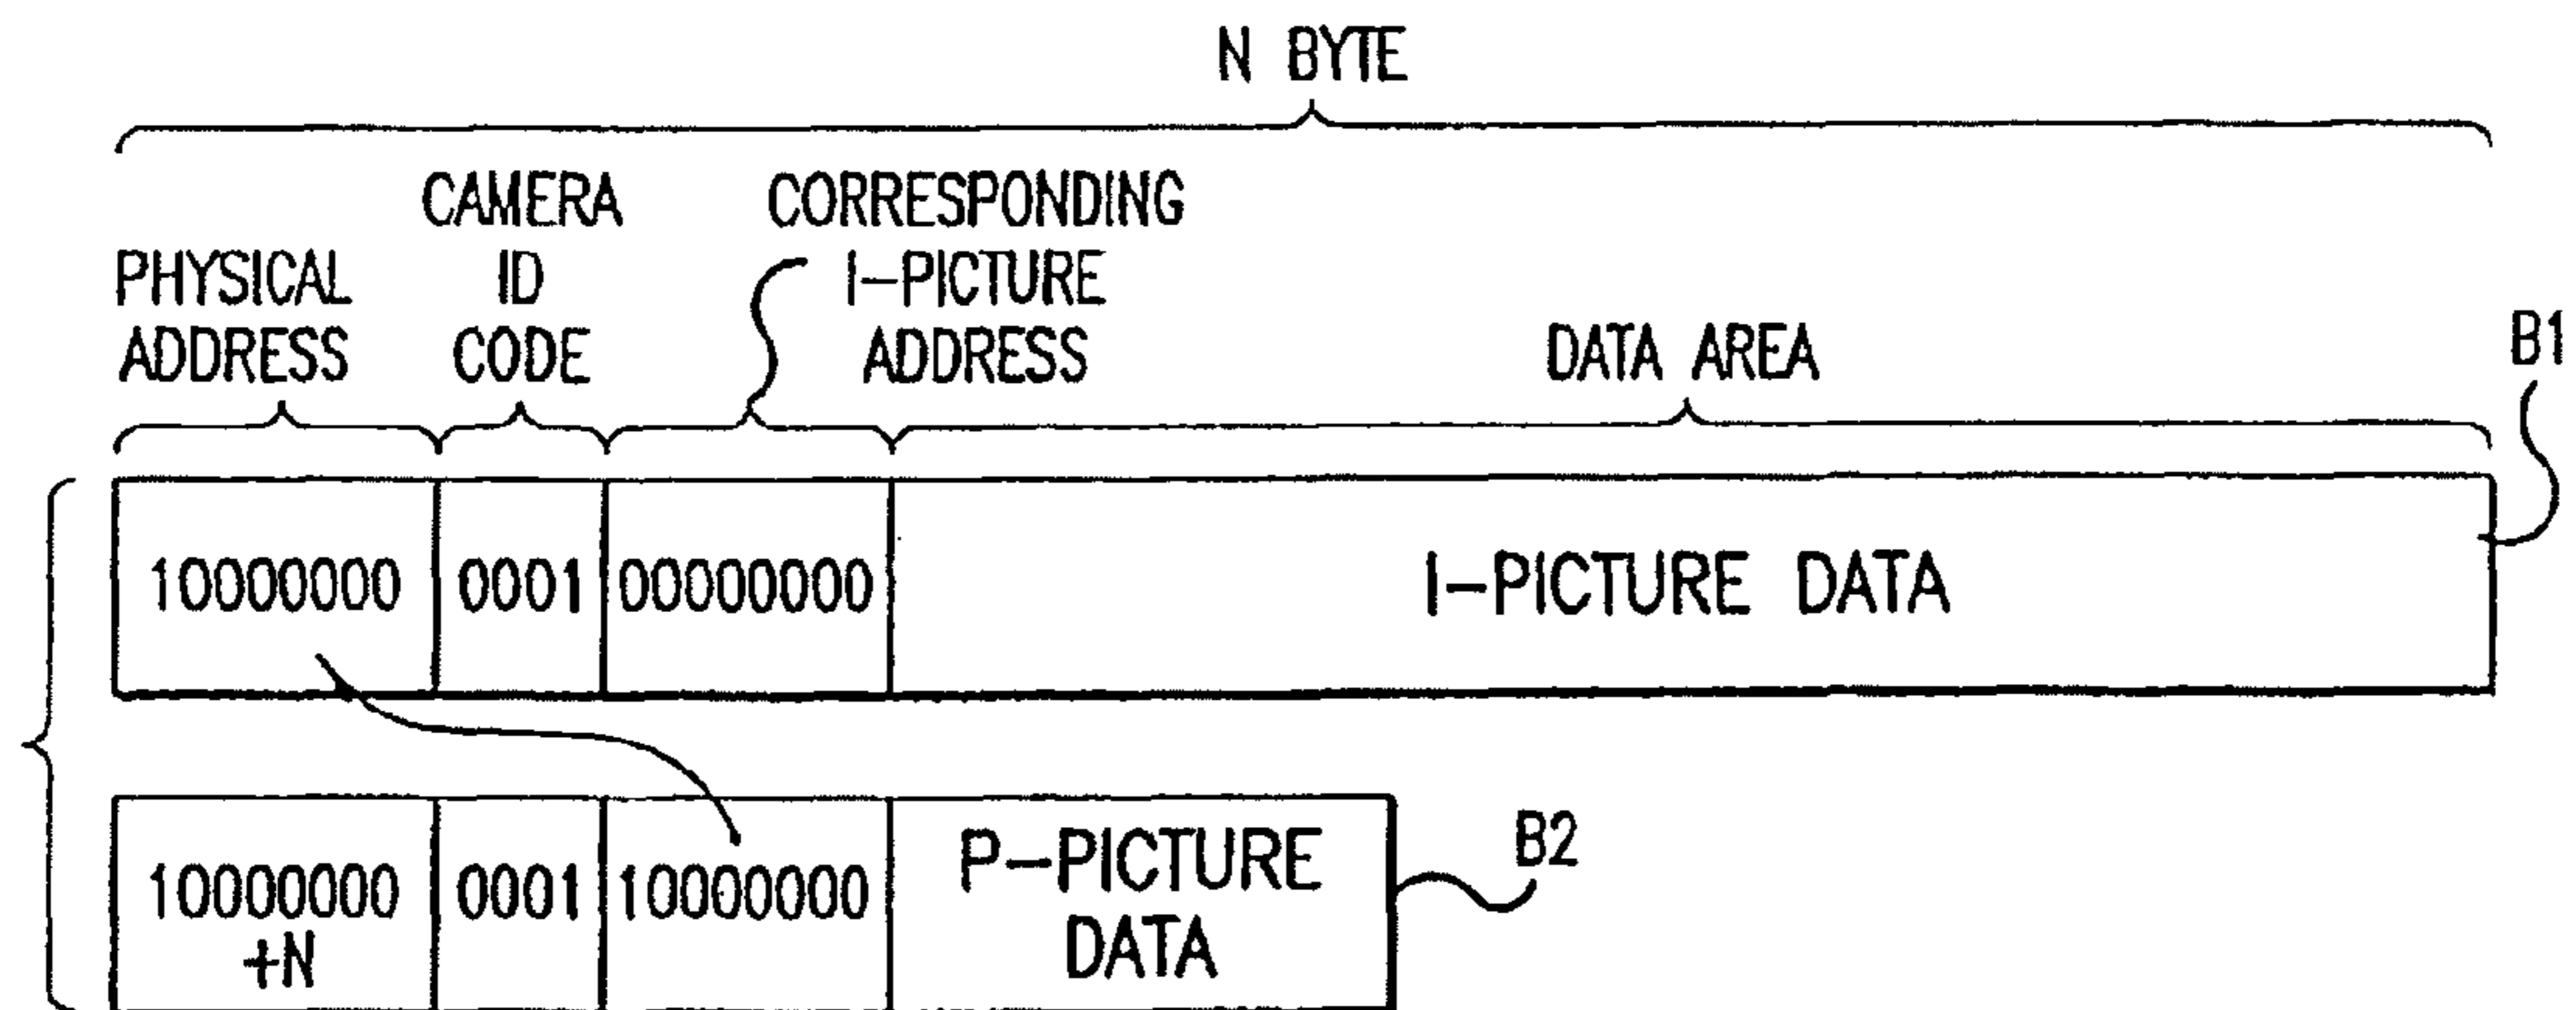 N BYTE
PHYSICAL
ADDRESS
CAMERA
ID
CODE
CORRESPONDING
I-PICTURE
ADDRESS
DATA AREA
B1
10000000
0001
00000000
I-PICTURE DATA
10000000
+N
0001
10000000
P-PICTURE
DATA
B2